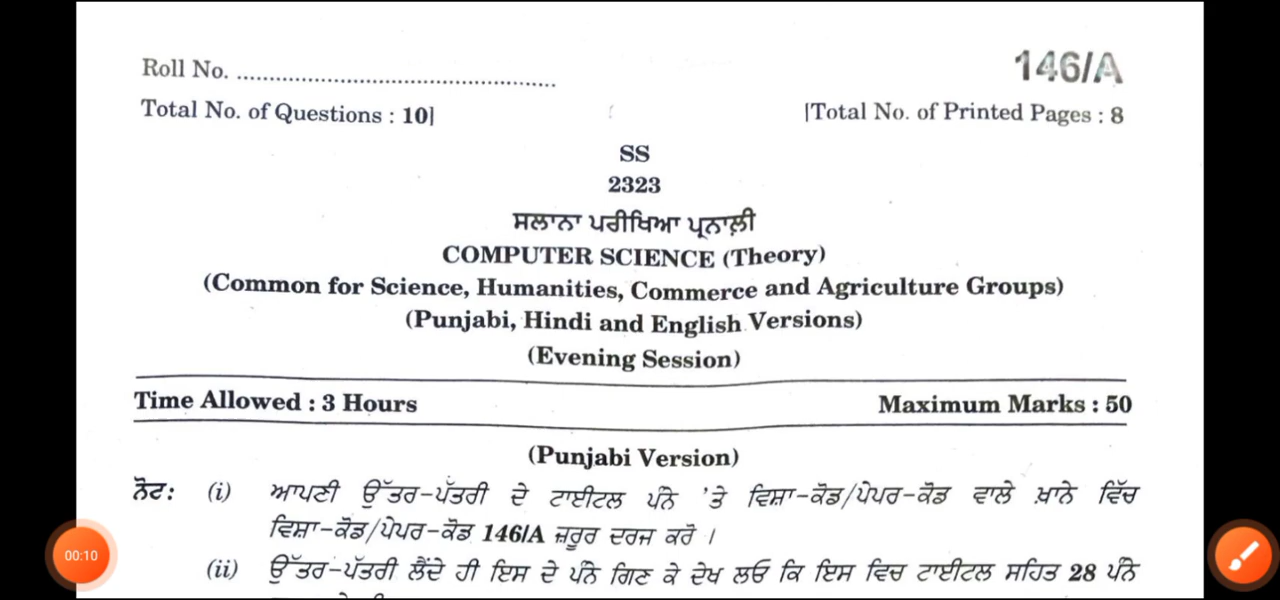 Roll No. ................................................
146/A
Total No. of Questions : 10]
[Total No. of Printed Pages : 8
SS
2323
ਸਲਾਨਾ ਪਰੀਖਿਆ ਪ੍ਰਨਾਲ਼ੀ
COMPUTER SCIENCE (Theory)
(Common for Science, Humanities, Commerce and Agriculture Groups)
(Punjabi, Hindi and English Versions)
(Evening Session)
Time Allowed : 3 Hours
Maximum Marks : 50
(Punjabi Version)
ਨੋਟ: (i) ਆਪਣੀ ਉੱਤਰ-ਪੱਤਰੀ ਦੇ ਟਾਈਟਲ ਪੰਨੇ 'ਤੇ ਵਿਸ਼ਾ-ਕੋਡ/ਪੇਪਰ-ਕੋਡ ਵਾਲੇ ਖ਼ਾਨੇ ਵਿੱਚ
ਵਿਸ਼ਾ-ਕੋਡ/ਪੇਪਰ-ਕੋਡ 146/A ਜ਼ਰੂਰ ਦਰਜ ਕਰੋ ।
(ii) ਉੱਤਰ-ਪੱਤਰੀ ਲੈਂਦੇ ਹੀ ਇਸ ਦੇ ਪੰਨੇ ਗਿਣ ਕੇ ਦੇਖ ਲਓ ਕਿ ਇਸ ਵਿਚ ਟਾਈਟਲ ਸਹਿਤ 28 ਪੰਨੇ
00:10